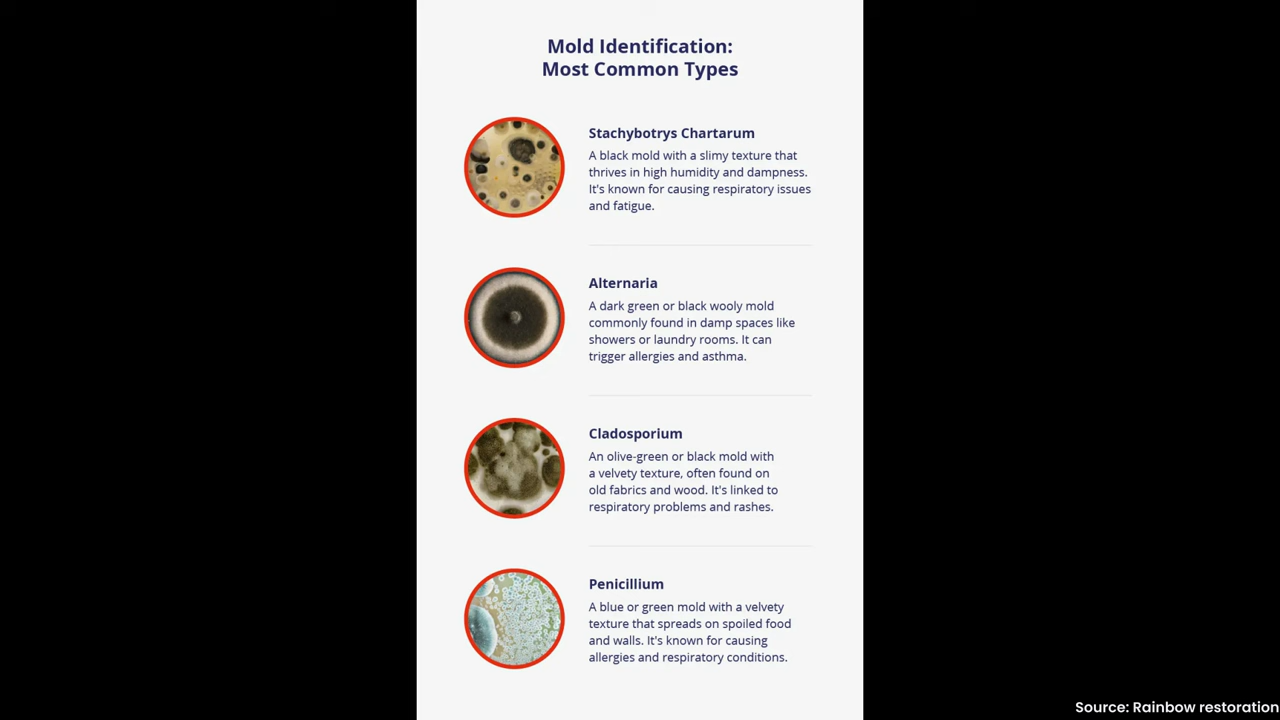 Mold Identification:
Most Common Types
Stachybotrys Chartarum
A black mold with a slimy texture that
thrives in high humidity and dampness.
It's known for causing respiratory issues
and fatigue.
Alternaria
A dark green or black wooly mold
commonly found in damp spaces like
showers or laundry rooms. It can
trigger allergies and asthma.
Cladosporium
An olive-green or black mold with
a velvety texture, often found on
old fabrics and wood. It's linked to
respiratory problems and rashes.
Penicillium
A blue or green mold with a velvety
texture that spreads on spoiled food
and walls. It's known for causing
allergies and respiratory conditions.
Source: Rainbow restoration